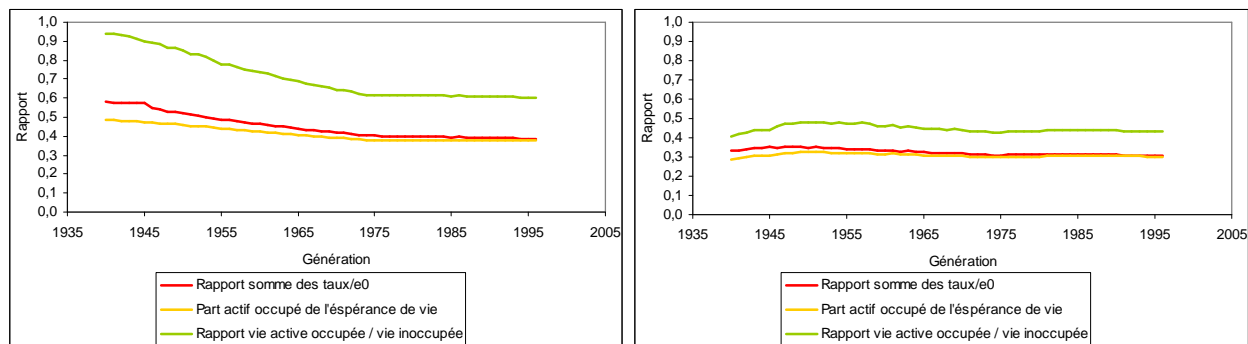 1,0
0,9
0,8
0,7
0,6
0,5
0,4
0,3
0,2
0,1
0,0
Rapport
1935 1945 1955 1965 1975 1985 1995 2005
Génération
Rapport somme des taux/e0
Part actif occupé de l'éspérance de vie
Rapport vie active occupée / vie inoccupée
1,0
0,9
0,8
0,7
0,6
0,5
0,4
0,3
0,2
0,1
0,0
Rapport
1935 1945 1955 1965 1975 1985 1995 2005
Génération
Rapport somme des taux/e0
Part actif occupé de l'éspérance de vie
Rapport vie active occupée / vie inoccupée